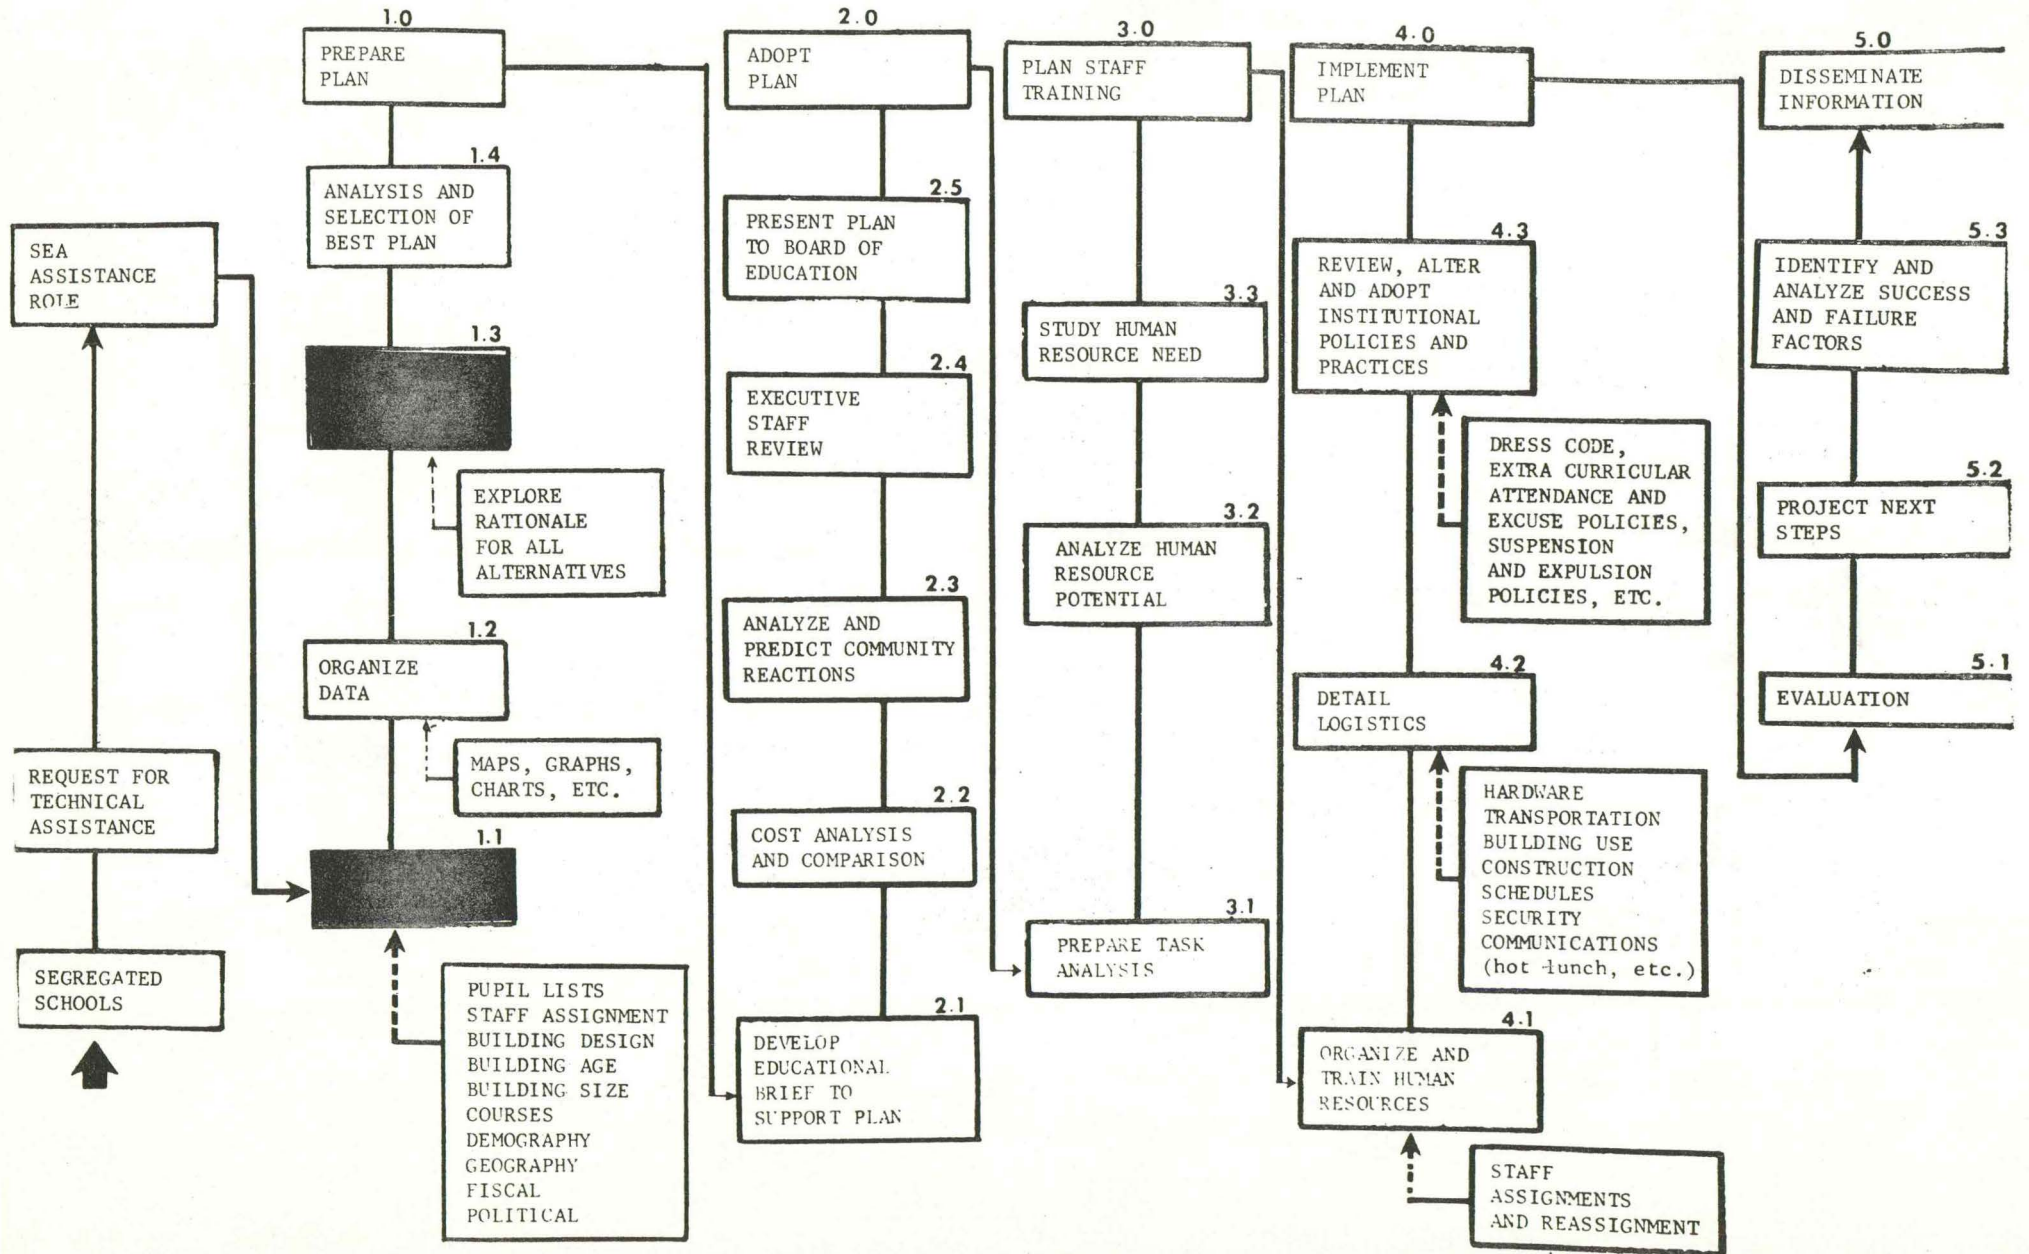 SEA
ASSISTANCE
ROLE
REQUEST FOR
TECHNICAL
ASSISTANCE
SEGREGATED
SCHOOLS
1.0
PREPARE
PLAN
1.4
ANALYSIS AND
SELECTION OF
BEST PLAN
1.3
EXPLORE
RATIONALE
FOR ALL
ALTERNATIVES
1.2
ORGANIZE
DATA
MAPS, GRAPHS,
CHARTS, ETC.
1.1
PUPIL LISTS
STAFF ASSIGNMENT
BUILDING DESIGN
BUILDING AGE
BUILDING SIZE
COURSES
DEMOGRAPHY
GEOGRAPHY
FISCAL
POLITICAL
2.0
ADOPT
PLAN
2.5
PRESENT PLAN
TO BOARD OF
EDUCATION
2.4
EXECUTIVE
STAFF
REVIEW
2.3
ANALYZE AND
PREDICT COMMUNITY
REACTIONS
2.2
COST ANALYSIS
AND COMPARISON
2.1
DEVELOP
EDUCATIONAL
BRIEF TO
SUPPORT PLAN
3.0
PLAN STAFF
TRAINING
3.3
STUDY HUMAN
RESOURCE NEED
3.2
ANALYZE HUMAN
RESOURCE
POTENTIAL
3.1
PREPARE TASK
ANALYSIS
4.0
IMPLEMENT
PLAN
4.3
REVIEW, ALTER
AND ADOPT
INSTITUTIONAL
POLICIES AND
PRACTICES
DRESS CODE,
EXTRA CURRICULAR
ATTENDANCE AND
EXCUSE POLICIES,
SUSPENSION
AND EXPULSION
POLICIES, ETC.
4.2
DETAIL
LOGISTICS
HARDWARE
TRANSPORTATION
BUILDING USE
CONSTRUCTION
SCHEDULES
SECURITY
COMMUNICATIONS
(hot lunch, etc.)
4.1
ORGANIZE AND
TRAIN HUMAN
RESOURCES
STAFF
ASSIGNMENTS
AND REASSIGNMENT
5.0
DISSEMINATE
INFORMATION
5.3
IDENTIFY AND
ANALYZE SUCCESS
AND FAILURE
FACTORS
5.2
PROJECT NEXT
STEPS
5.1
EVALUATION